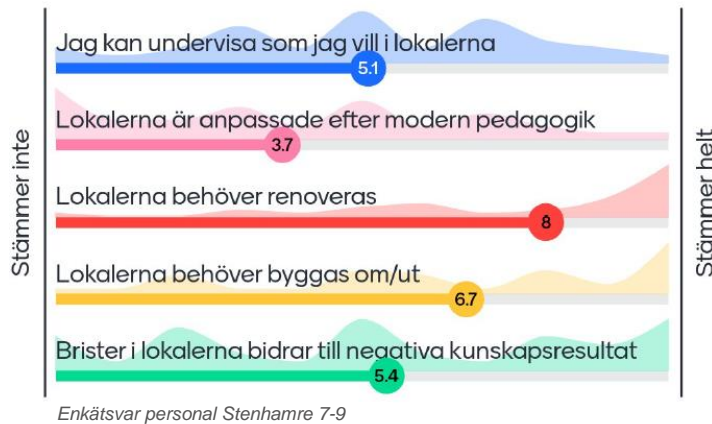 Stämmer inte
Jag kan undervisa som jag vill i lokalerna
5.1
Lokalerna är anpassade efter modern pedagogik
3.7
Lokalerna behöver renoveras
8
Lokalerna behöver byggas om/ut
6.7
Brister i lokalerna bidrar till negativa kunskapsresultat
5.4
Stämmer helt
Enkätsvar personal Stenhamre 7-9